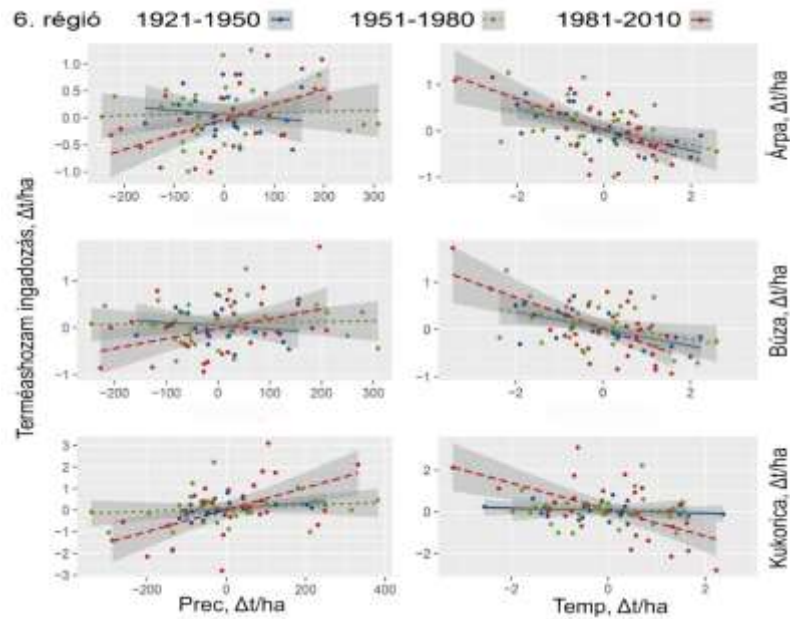 6. régió 1921-1950 1951-1980 1981-2010
Terméashozam ingadozás, Δt/ha
1.0
0.5
0.0
-0.5
-1.0
-200 -100 0 100 200 300
1
0
-1
-2 0 2
Árpa, Δt/ha
1
0
-1
-200 -100 0 100 200 300
1
0
-1
-2 0 2
Búza, Δt/ha
3
2
1
0
-1
-2
-3
-200 0 200 400
2
0
-2
-2 0 2
Kukorica, Δt/ha
Prec, Δt/ha
Temp, Δt/ha